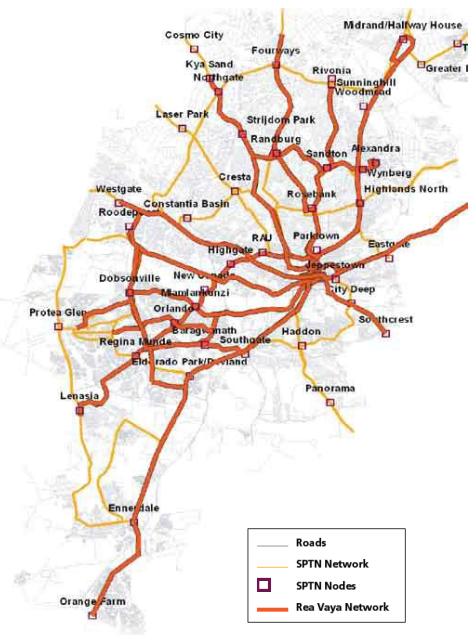 Midrand/Halfway House
Cosmo City
Fourways
Kya Sand
Rivonia
Greater
Northgate
Sunninghill
Woodmead
Laser Park
Strijdom Park
Randburg
Alexandra
Sandton
Wynberg
Cresta
Westgate
Rosebank
Highlands North
Constantia Basin
RAU
Parktown
Highgate
Eastgate
Jeppestown
Dobsonville
New Canada
City Deep
Mlamlankunzi
Orlando
Protea Glen
Southcrest
Baragwanath
Haddon
Regina Munde
Southgate
Eldorado Park/Devland
Panorama
Lenasia
Ennerdale
Orange Farm
Roads
SPTN Network
SPTN Nodes
Rea Vaya Network